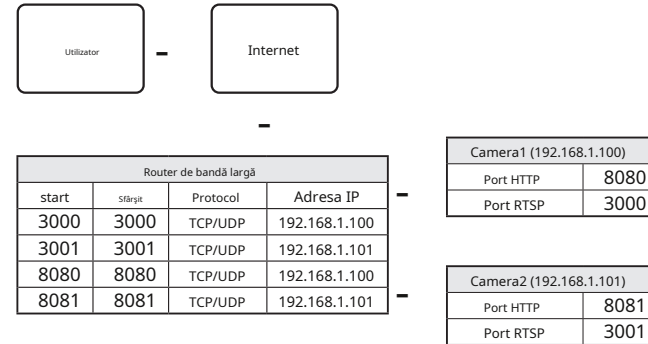 Utilizator
Internet
Router de bandă largă
start Sfârşit Protocol Adresa IP
3000 3000 TCP/UDP 192.168.1.100
3001 3001 TCP/UDP 192.168.1.101
8080 8080 TCP/UDP 192.168.1.100
8081 8081 TCP/UDP 192.168.1.101
Camera1 (192.168.1.100)
Port HTTP 8080
Port RTSP 3000
Camera2 (192.168.1.101)
Port HTTP 8081
Port RTSP 3001